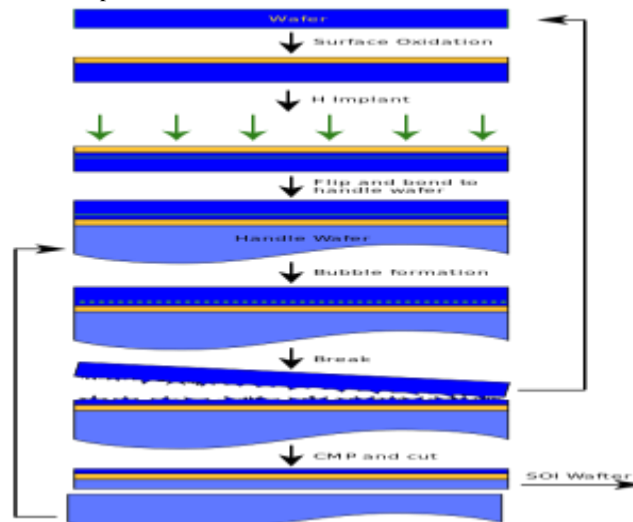 Wafer
Surface Oxidation
H Implant
Flip and bond to
handle wafer
Handle Wafer
Bubble formation
Break
CMP and cut
SOI Wafter